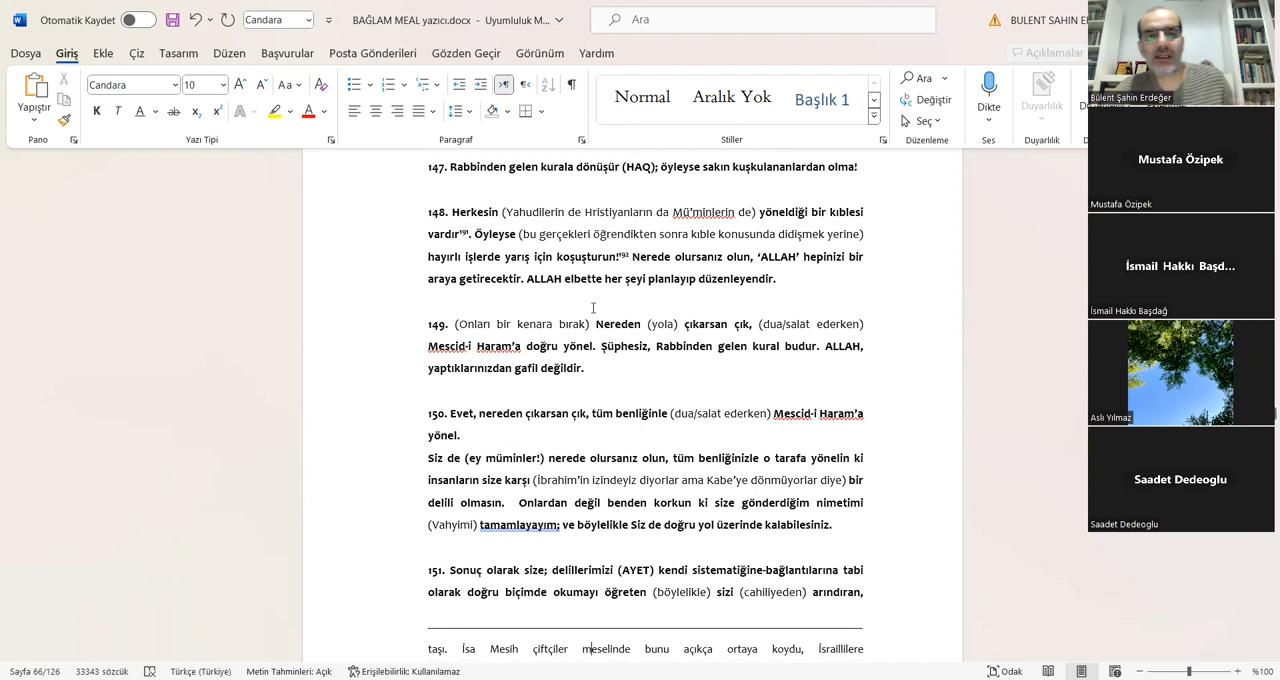 Otomatik Kaydet
Candara
BAĞLAM MEAL yazıcı.docx - Uyumluluk M...
Ara
BULENT SAHIN
Dosya Giriş Ekle Çiz Tasarım Düzen Başvurular Posta Gönderileri Gözden Geçir Görünüm Yardım
Açıklamalar
Yapıştır
Candara 10
Normal Aralık Yok Başlık 1
Ara
Değiştir
Seç
Dikte
Duyarlılık
Pano Yazı Tipi Paragraf Stiller Düzenleme Ses Duyarlılık
147. Rabbinden gelen kurala dönüşür (HAQ); öyleyse sakın kuşkulananlardan olma!
148. Herkesin (Yahudilerin de Hristiyanların da Mü'minlerin de) yöneldiği bir kıblesi
vardır¹⁹¹. Öyleyse (bu gerçekleri öğrendikten sonra kıble konusunda didişmek yerine)
hayırlı işlerde yarış için koşuşturun!¹⁹² Nerede olursanız olun, 'ALLAH' hepinizi bir
araya getirecektir. ALLAH elbette her şeyi planlayıp düzenleyendir.
149. (Onları bir kenara bırak) Nereden (yola) çıkarsan çık, (dua/salat ederken)
Mescid-i Haram'a doğru yönel. Şüphesiz, Rabbinden gelen kural budur. ALLAH,
yaptıklarınızdan gafil değildir.
150. Evet, nereden çıkarsan çık, tüm benliğinle (dua/salat ederken) Mescid-i Haram'a
yönel.
Siz de (ey müminler!) nerede olursanız olun, tüm benliğinizle o tarafa yönelin ki
insanların size karşı (İbrahim'in izindeyiz diyorlar ama Kabe'ye dönmüyorlar diye) bir
delili olmasın. Onlardan değil benden korkun ki size gönderdiğim nimetimi
(Vahyimi) tamamlayayım; ve böylelikle Siz de doğru yol üzerinde kalabilesiniz.
151. Sonuç olarak size; delillerimizi (AYET) kendi sistematiğine-bağlantılarına tabi
olarak doğru biçimde okumayı öğreten (böylelikle) sizi (cahiliyeden) arındıran,
taşı. İsa Mesih çiftçiler meselinde bunu açıkça ortaya koydu, İsraillilere
Sayfa 66/126 33343 sözcük Türkçe (Türkiye) Metin Tahminleri: Açık Erişilebilirlik: Kullanılamaz Odak %100
Bülent Şahin Erdeğer
Mustafa Özipek
Mustafa Özipek
İsmail Hakkı Başd...
İsmail Hakkı Başdağ
Aslı Yılmaz
Saadet Dedeoglu
Saadet Dedeoglu